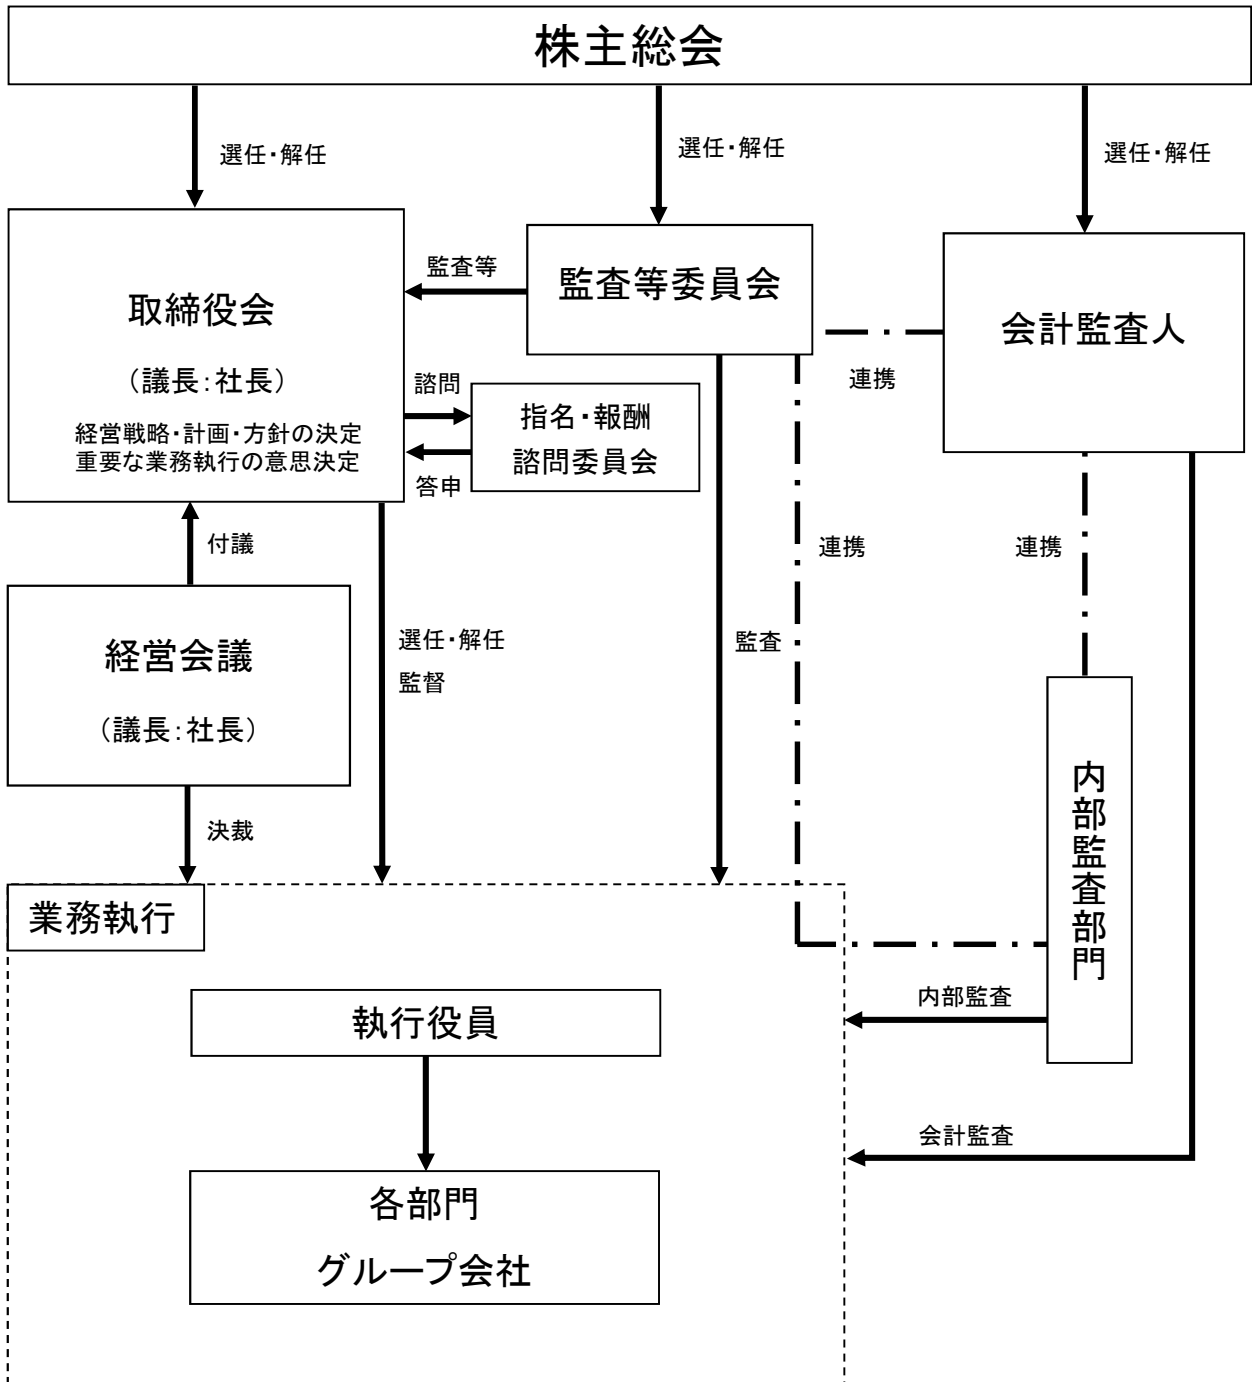 株主総会
選任・解任
選任・解任
選任・解任
取締役会
（議長：社長）
経営戦略・計画・方針の決定
重要な業務執行の意思決定
監査等
監査等委員会
会計監査人
連携
諮問
答申
指名・報酬
諮問委員会
付議
連携
連携
経営会議
（議長：社長）
選任・解任
監督
監査
決裁
内部監査部門
業務執行
内部監査
執行役員
会計監査
各部門
グループ会社